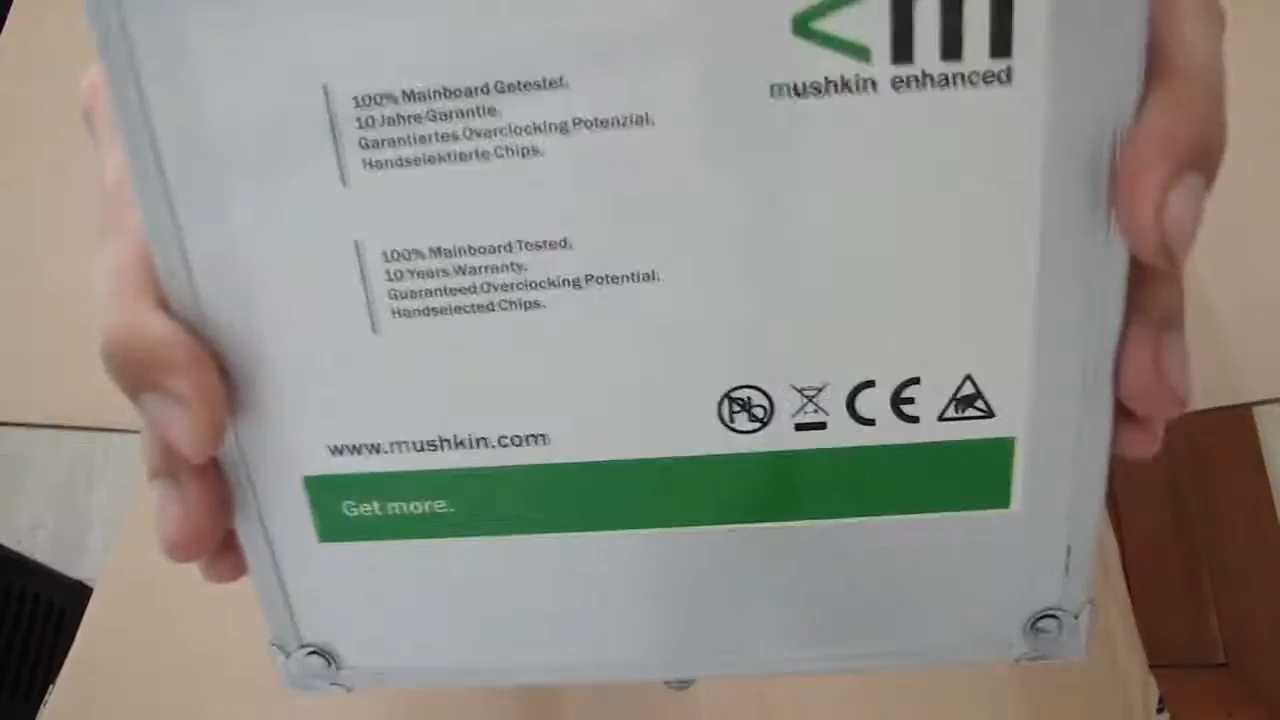 <m
mushkin enhanced
100% Mainboard Getestet.
10 Jahre Garantie.
Garantiertes Overclocking Potenzial.
Handselektierte Chips.
100% Mainboard Tested.
10 Years Warranty.
Guaranteed Overclocking Potential.
Handselected Chips.
Pb
CE
www.mushkin.com
Get more.